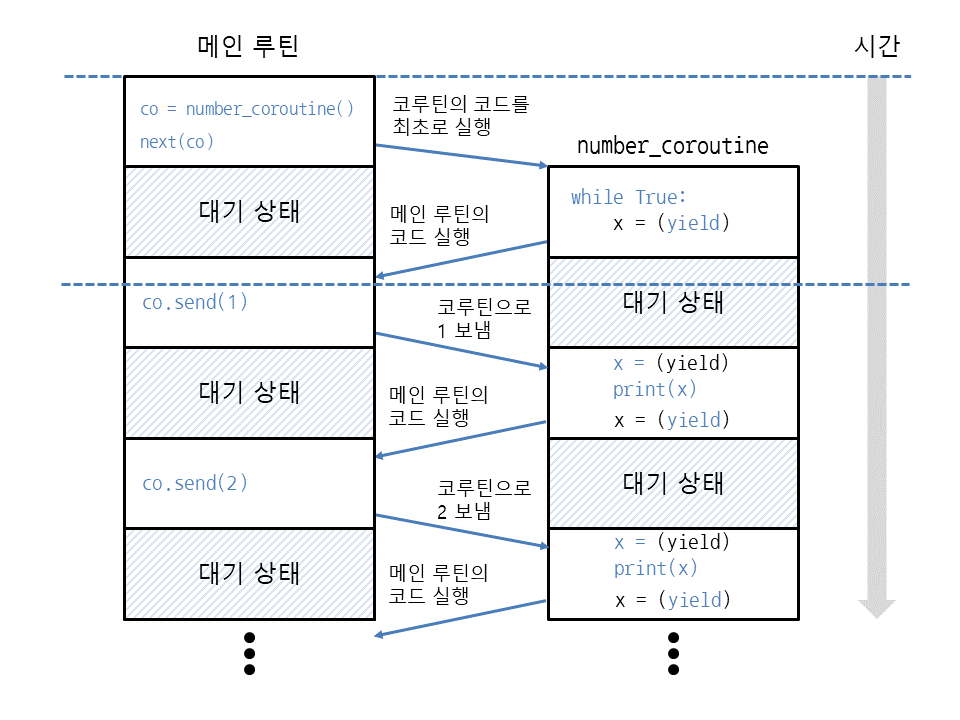 메인 루틴
시간
co = number_coroutine()
next(co)
코루틴의 코드를
최초로 실행
number_coroutine
while True:
x = (yield)
대기 상태
메인 루틴의
코드 실행
co.send(1)
코루틴으로
1 보냄
대기 상태
대기 상태
메인 루틴의
코드 실행
x = (yield)
print(x)
x = (yield)
co.send(2)
코루틴으로
2 보냄
대기 상태
대기 상태
메인 루틴의
코드 실행
x = (yield)
print(x)
x = (yield)